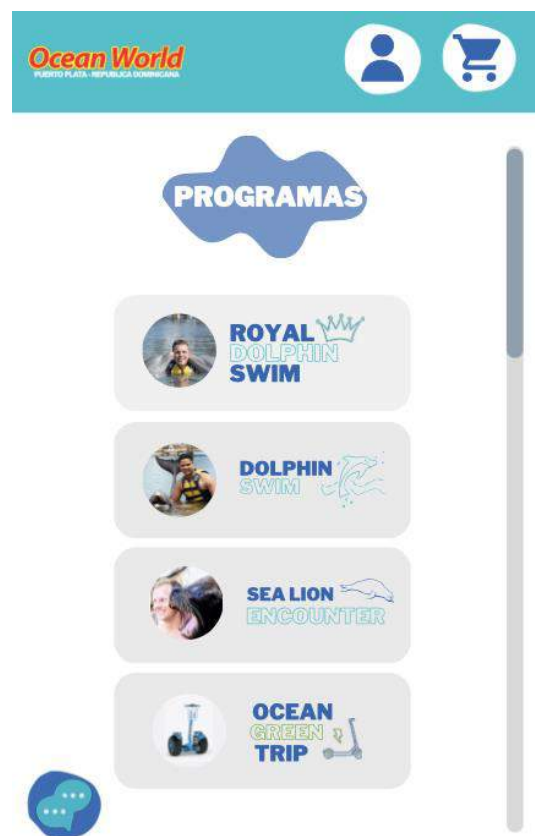 Ocean World
PUERTO PLATA - REPUBLICA DOMINICANA
PROGRAMAS
ROYAL
DOLPHIN
SWIM
DOLPHIN
SWIM
SEA LION
ENCOUNTER
OCEAN
GREEN
TRIP